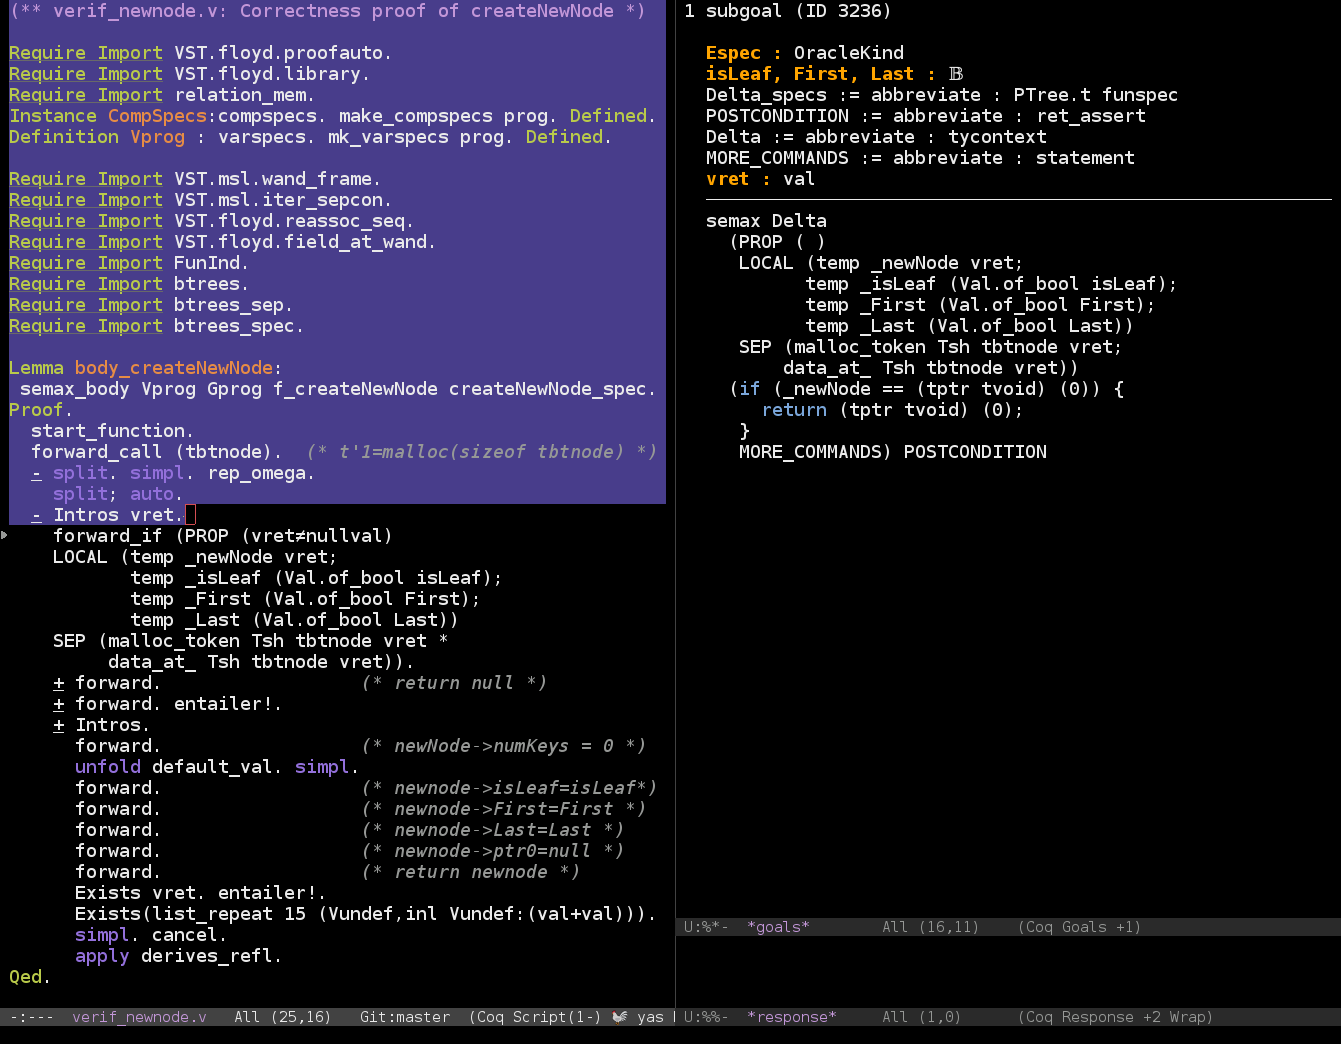 (** verif_newnode.v: Correctness proof of createNewNode *)
Require Import VST.floyd.proofauto.
Require Import VST.floyd.library.
Require Import relation_mem.
Instance CompSpecs:compspecs. make_compspecs prog. Defined.
Definition Vprog : varspecs. mk_varspecs prog. Defined.
Require Import VST.msl.wand_frame.
Require Import VST.msl.iter_sepcon.
Require Import VST.floyd.reassoc_seq.
Require Import VST.floyd.field_at_wand.
Require Import FunInd.
Require Import btrees.
Require Import btrees_sep.
Require Import btrees_spec.
Lemma body_createNewNode:
semax_body Vprog Gprog f_createNewNode createNewNode_spec.
Proof.
start_function.
forward_call (tbtnode). (* t'1=malloc(sizeof tbtnode) *)
- split. simpl. rep_omega.
split; auto.
- Intros vret.
forward_if (PROP (vret≠nullval)
LOCAL (temp _newNode vret;
temp _isLeaf (Val.of_bool isLeaf);
temp _First (Val.of_bool First);
temp _Last (Val.of_bool Last))
SEP (malloc_token Tsh tbtnode vret *
data_at_ Tsh tbtnode vret)).
+ forward. (* return null *)
+ forward. entailer!.
+ Intros.
forward. (* newNode->numKeys = 0 *)
unfold default_val. simpl.
forward. (* newnode->isLeaf=isLeaf*)
forward. (* newnode->First=First *)
forward. (* newnode->Last=Last *)
forward. (* newnode->ptr0=null *)
forward. (* return newnode *)
Exists vret. entailer!.
Exists(list_repeat 15 (Vundef,inl Vundef:(val+val))).
simpl. cancel.
apply derives_refl.
Qed.
-:--- verif_newnode.v All (25,16) Git:master (Coq Script(1-) yas
1 subgoal (ID 3236)
Espec : OracleKind
isLeaf, First, Last : 𝔹
Delta_specs := abbreviate : PTree.t funspec
POSTCONDITION := abbreviate : ret_assert
Delta := abbreviate : tycontext
MORE_COMMANDS := abbreviate : statement
vret : val
semax Delta
(PROP ( )
LOCAL (temp _newNode vret;
temp _isLeaf (Val.of_bool isLeaf);
temp _First (Val.of_bool First);
temp _Last (Val.of_bool Last))
SEP (malloc_token Tsh tbtnode vret;
data_at_ Tsh tbtnode vret))
(if (_newNode == (tptr tvoid) (0)) {
return (tptr tvoid) (0);
}
MORE_COMMANDS) POSTCONDITION
U:%*- *goals* All (16,11) (Coq Goals +1)
U:%%- *response* All (1,0) (Coq Response +2 Wrap)